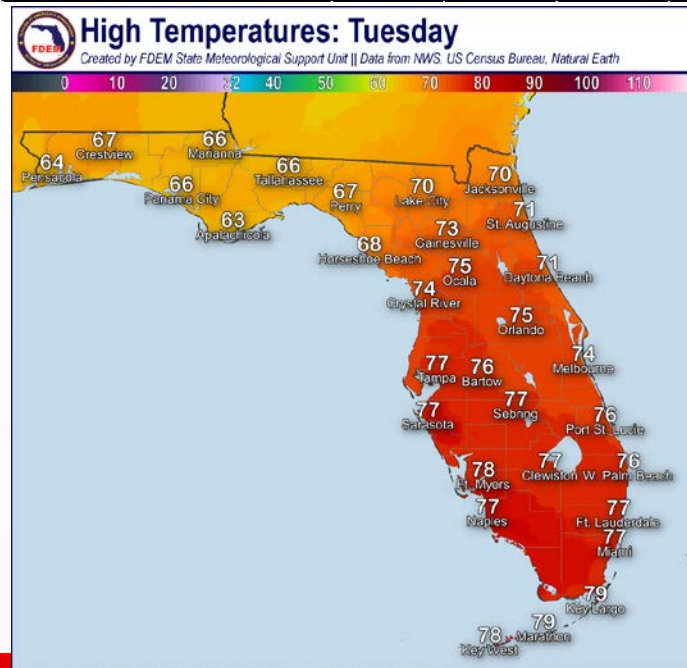 High Temperatures: Tuesday
Created by FDEM State Meteorological Support Unit || Data from NWS, US Census Bureau, Natural Earth
FDEM
0 10 20 32 40 50 60 70 80 90 100 110
67
Crestview
66
Marianna
64
Pensacola
66
Tallahassee
66
Panama City
67
Perry
70
Lake City
70
Jacksonville
63
Apalachicola
71
St. Augustine
73
Gainesville
68
Horseshoe Beach
75
Ocala
71
Daytona Beach
74
Crystal River
75
Orlando
74
Melbourne
77
Tampa
76
Bartow
77
Sebring
77
Sarasota
76
Port St. Lucie
78
Ft. Myers
77
Clewiston
76
W. Palm Beach
77
Naples
77
Ft. Lauderdale
77
Miami
79
Key Largo
79
Marathon
78
Key West